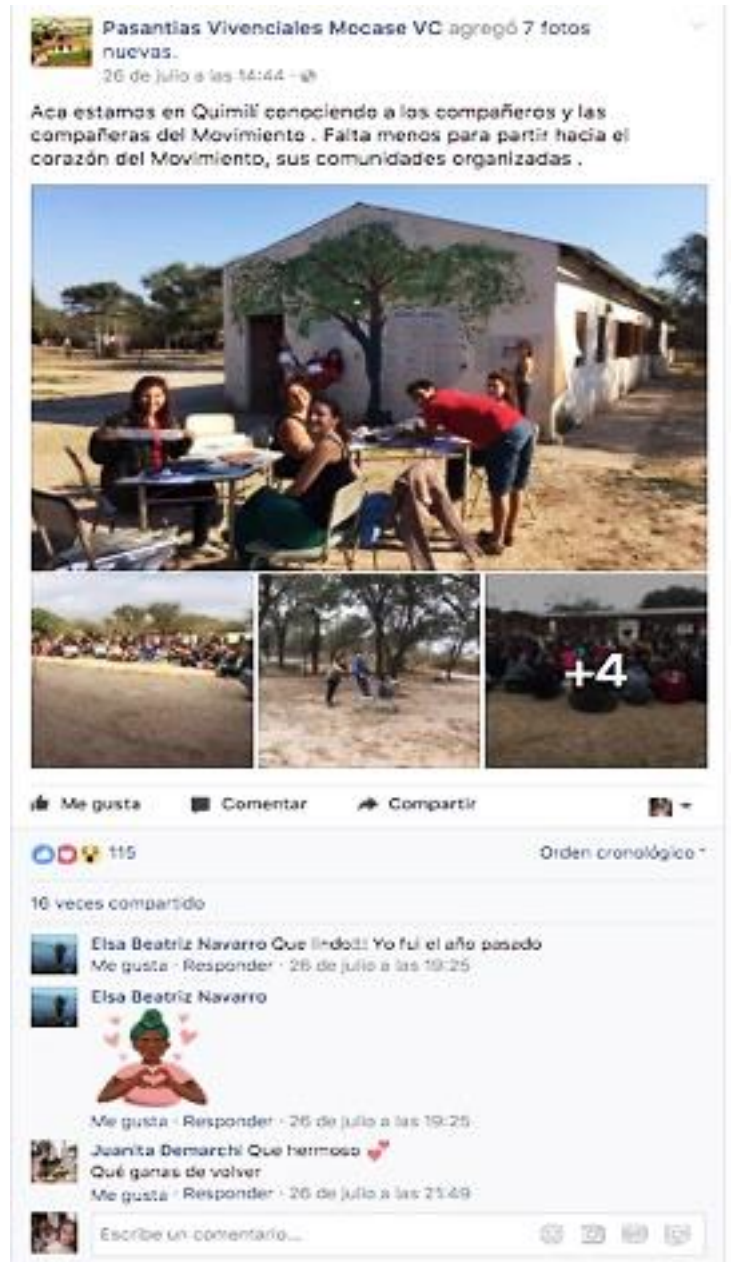 Pasantias Vivenciales Mocase VC agregó 7 fotos
nuevas.
26 de julio a las 14:44 ·
Aca estamos en Quimilí conociendo a los compañeros y las
compañeras del Movimiento . Falta menos para partir hacia el
corazón del Movimiento, sus comunidades organizadas .
+4
Me gusta Comentar Compartir
115 Orden cronológico
16 veces compartido
Elsa Beatriz Navarro Que lindo!!! Yo fui el año pasado
Me gusta · Responder · 26 de julio a las 19:25
Elsa Beatriz Navarro
Me gusta · Responder · 26 de julio a las 19:25
Juanita Demarchi Que hermoso
Qué ganas de volver
Me gusta · Responder · 26 de julio a las 21:49
Escribe un comentario...